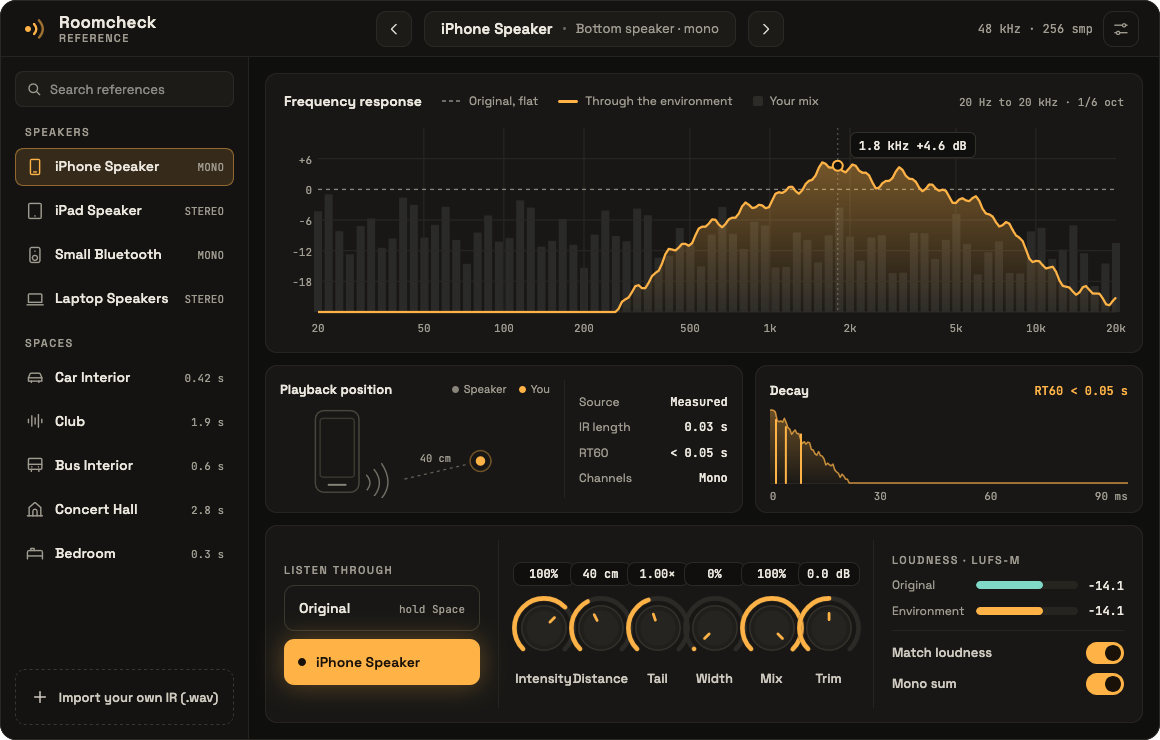 Roomcheck
REFERENCE
iPhone Speaker · Bottom speaker · mono
48 kHz · 256 smp
Search references
SPEAKERS
iPhone Speaker MONO
iPad Speaker STEREO
Small Bluetooth MONO
Laptop Speakers STEREO
SPACES
Car Interior 0.42 s
Club 1.9 s
Bus Interior 0.6 s
Concert Hall 2.8 s
Bedroom 0.3 s
Import your own IR (.wav)
Frequency response Original, flat Through the environment Your mix 20 Hz to 20 kHz · 1/6 oct
1.8 kHz +4.6 dB
+6
0
-6
-12
-18
20 50 100 200 500 1k 2k 5k 10k 20k
Playback position Speaker You
40 cm
Source Measured
IR length 0.03 s
RT60 < 0.05 s
Channels Mono
Decay RT60 < 0.05 s
0 30 60 90 ms
LISTEN THROUGH
Original hold Space
iPhone Speaker
100% 40 cm 1.00× 0% 100% 0.0 dB
Intensity Distance Tail Width Mix Trim
LOUDNESS · LUFS-M
Original -14.1
Environment -14.1
Match loudness
Mono sum